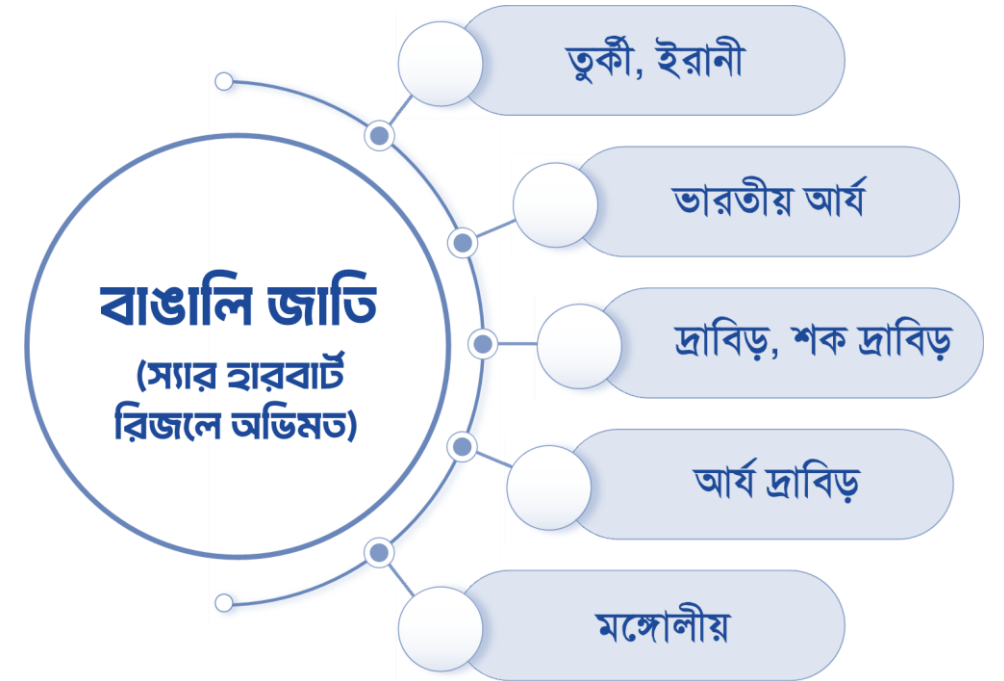 বাঙালি জাতি
(স্যার হারবার্ট
রিজলে অভিমত)
তুর্কী, ইরানী
ভারতীয় আর্য
দ্রাবিড়, শক দ্রাবিড়
আর্য দ্রাবিড়
মঙ্গোলীয়